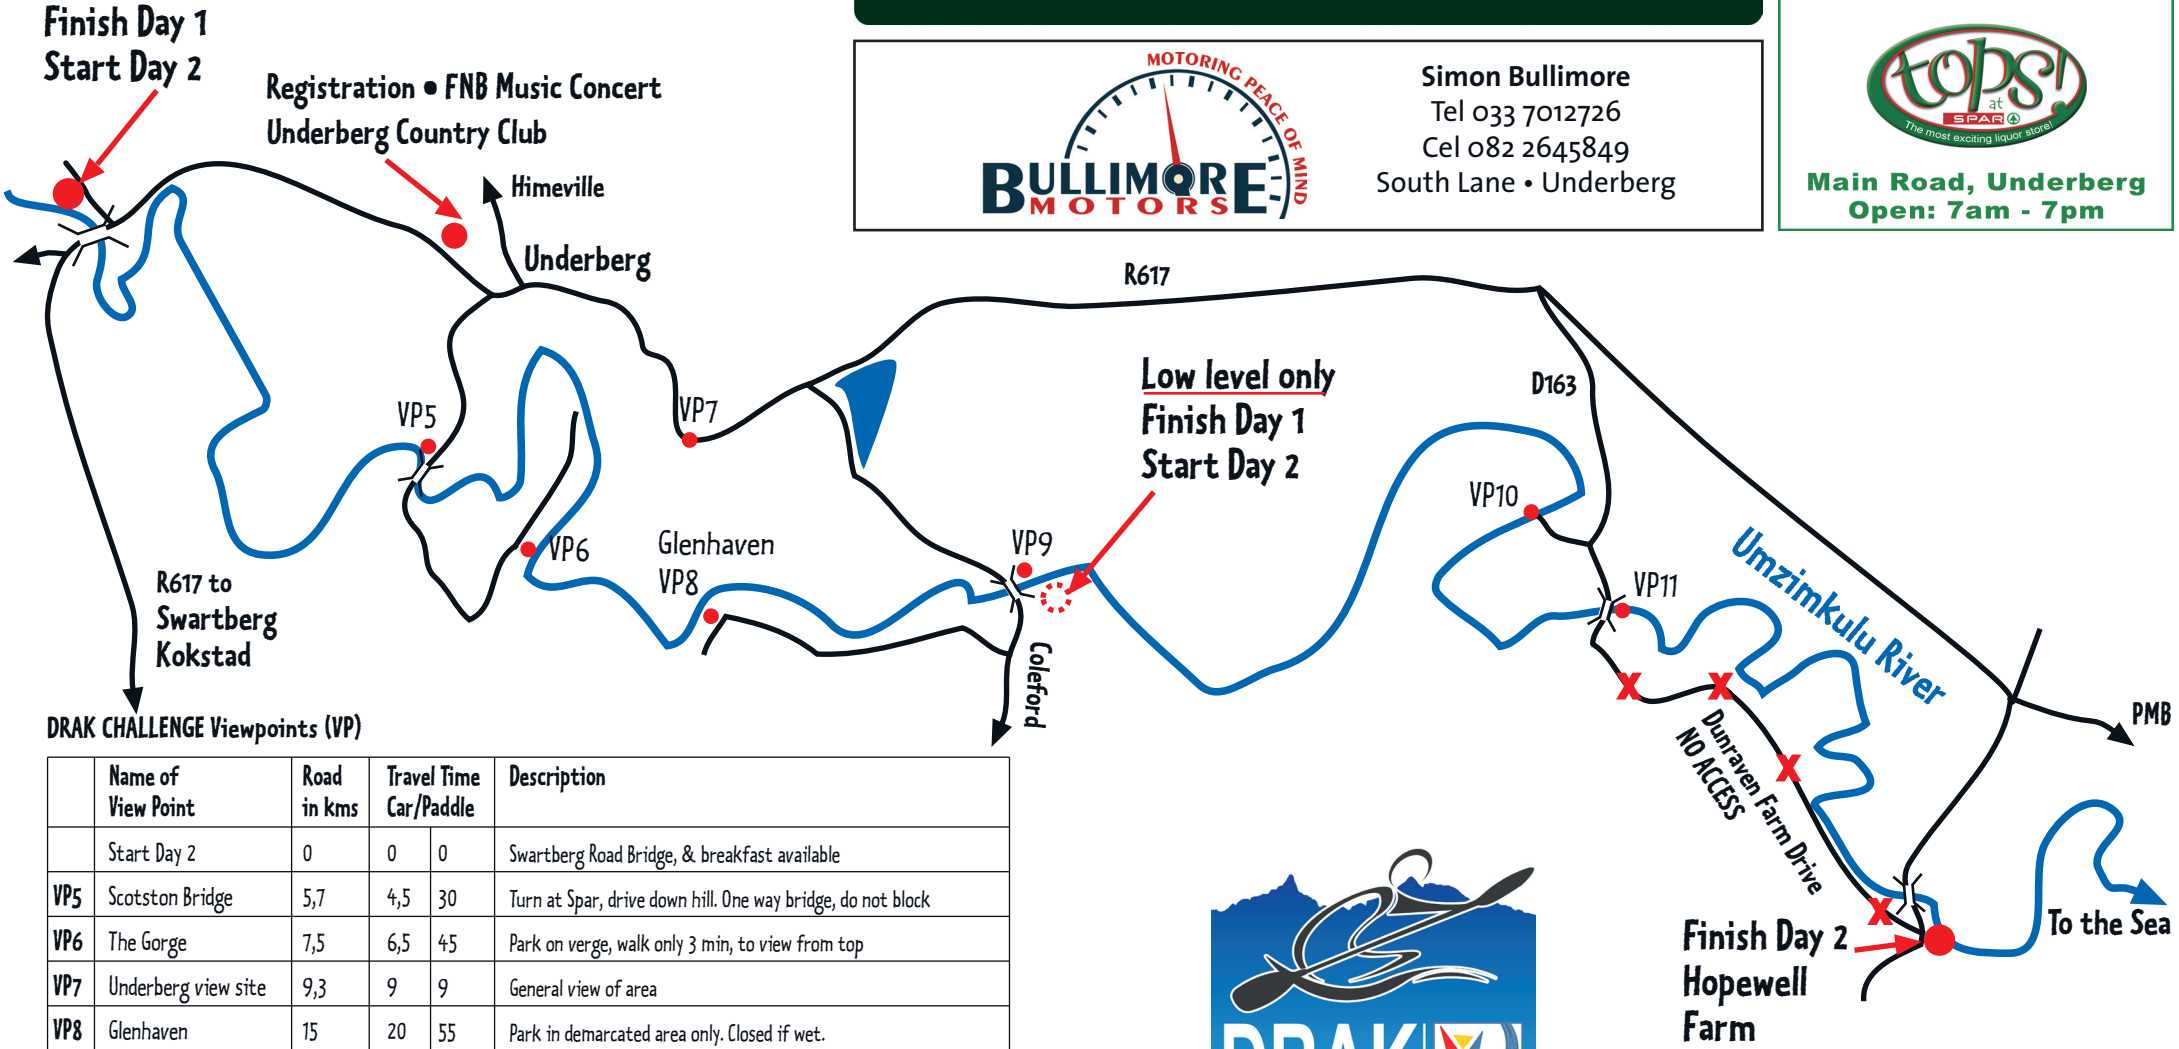 Finish Day 1
Start Day 2
Registration • FNB Music Concert
Underberg Country Club
Himeville
Underberg
MOTORING PEACE OF MIND
BULLIMORE
MOTORS
Simon Bullimore
Tel 033 7012726
Cel 082 2645849
South Lane • Underberg
tops!
at
SPAR
The most exciting liquor store!
Main Road, Underberg
Open: 7am - 7pm
R617
D163
Low level only
Finish Day 1
Start Day 2
VP5
VP7
VP6
Glenhaven
VP8
VP9
VP10
VP11
Umzimkulu River
R617 to
Swartberg
Kokstad
Coleford
PMB
Dunraven Farm Drive
NO ACCESS
To the Sea
Finish Day 2
Hopewell
Farm
DRAK CHALLENGE Viewpoints (VP)
Name of View Point Road in kms Travel Time Car/Paddle Description
Start Day 2 0 0 0 Swartberg Road Bridge, & breakfast available
VP5 Scotston Bridge 5,7 4,5 30 Turn at Spar, drive down hill. One way bridge, do not block
VP6 The Gorge 7,5 6,5 45 Park on verge, walk only 3 min, to view from top
VP7 Underberg view site 9,3 9 9 General view of area
VP8 Glenhaven 15 20 55 Park in demarcated area only. Closed if wet.
DRAK